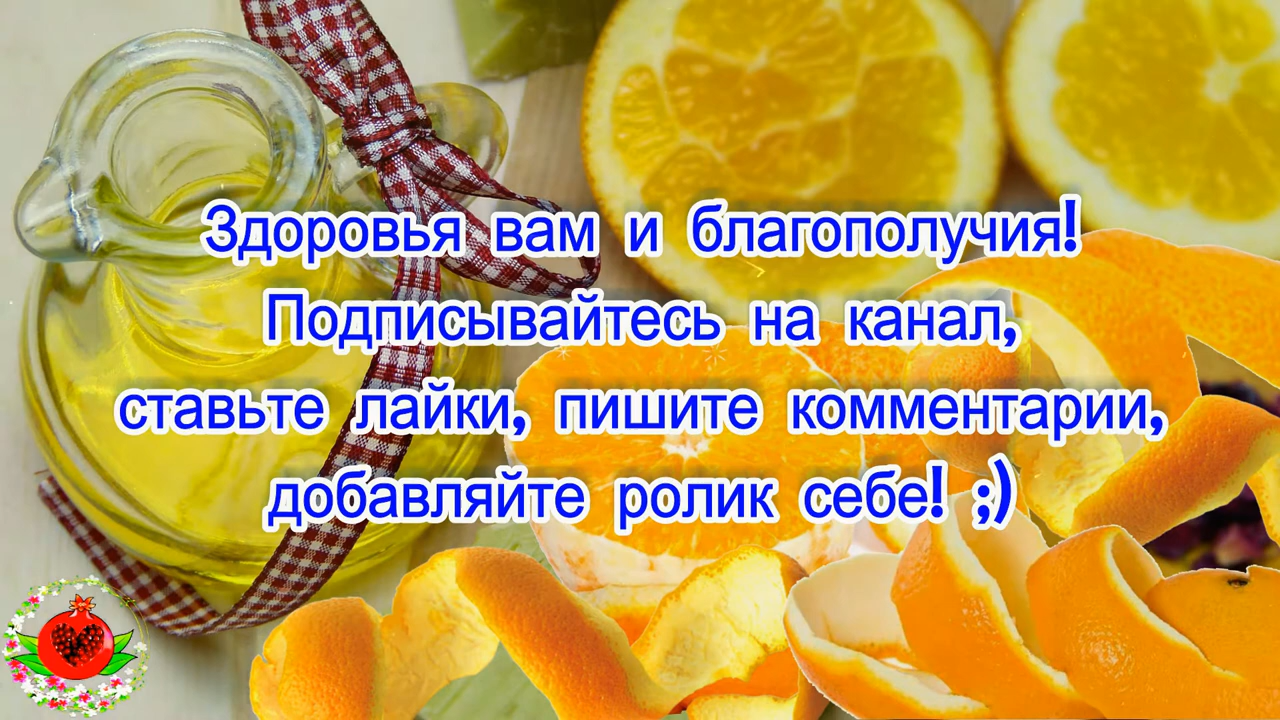 Здоровья вам и благополучия!
Подписывайтесь на канал,
ставьте лайки, пишите комментарии,
добавляйте ролик себе! ;)